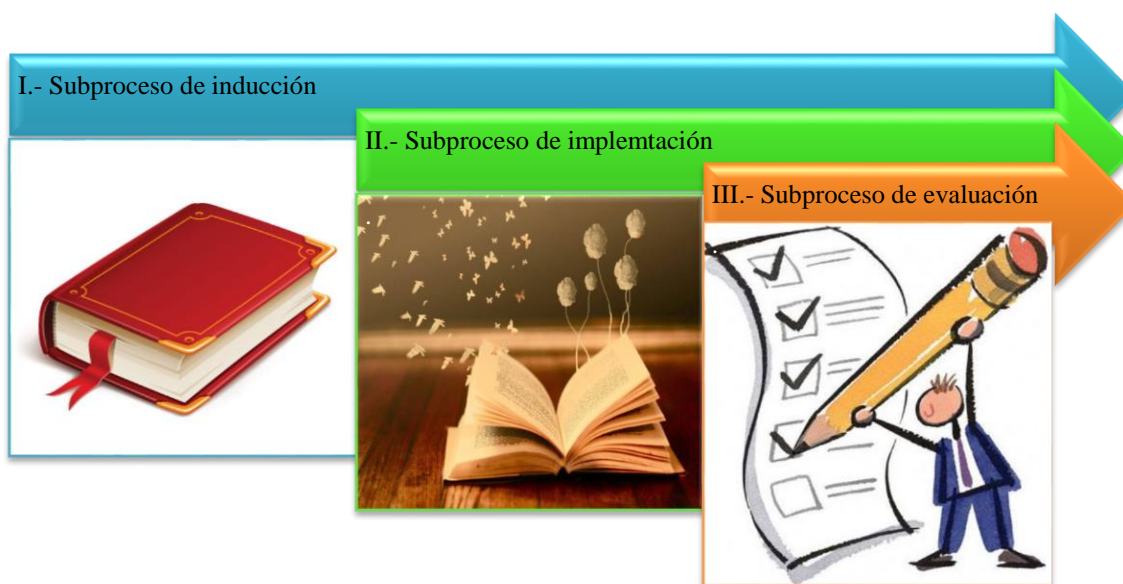 I.- Subproceso de inducción
II.- Subproceso de implemtación
III.- Subproceso de evaluación